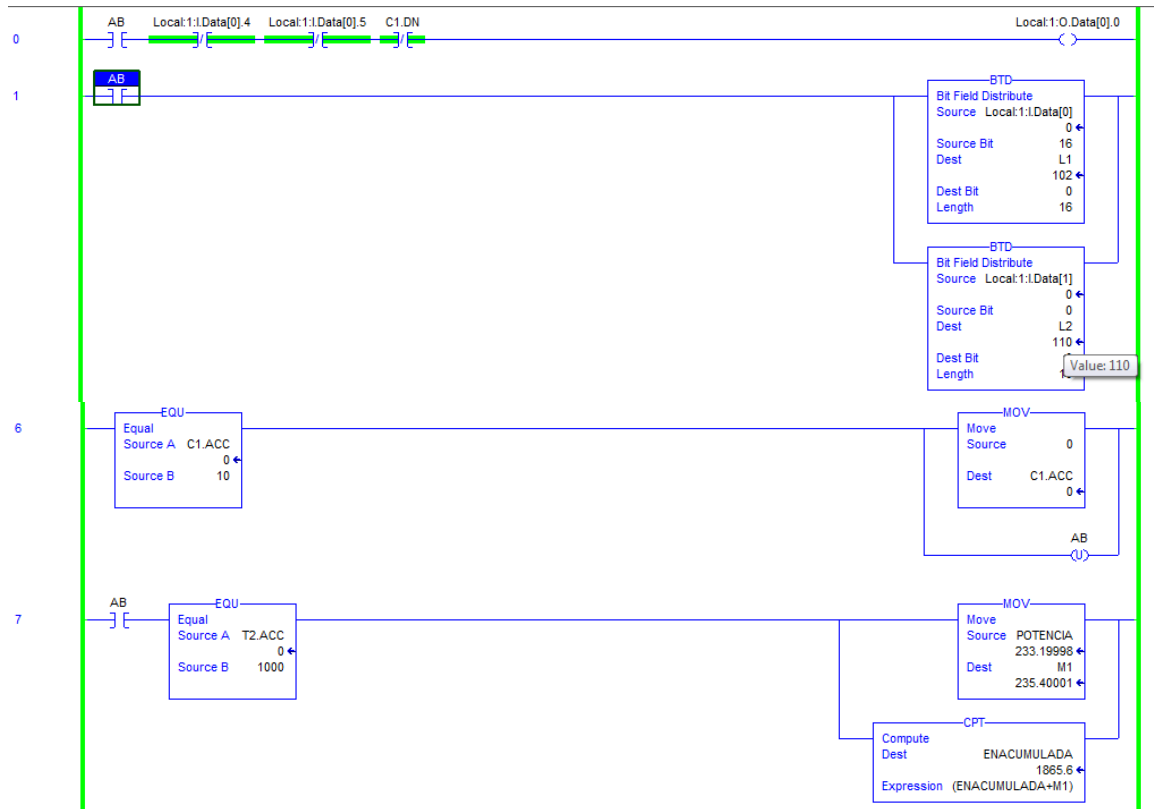 AB Local:1:I.Data[0].4 Local:1:I.Data[0].5 C1.DN Local:1:O.Data[0].0
0
AB
1
BTD
Bit Field Distribute
Source Local:1:I.Data[0]
0
Source Bit 16
Dest L1
102
Dest Bit 0
Length 16
BTD
Bit Field Distribute
Source Local:1:I.Data[1]
0
Source Bit 0
Dest L2
110
Dest Bit
Length
Value: 110
6
EQU
Equal
Source A C1.ACC
0
Source B 10
MOV
Move
Source 0
Dest C1.ACC
0
AB
U
7
AB
EQU
Equal
Source A T2.ACC
0
Source B 1000
MOV
Move
Source POTENCIA
233.19998
Dest M1
235.40001
CPT
Compute
Dest ENACUMULADA
1865.6
Expression (ENACUMULADA+M1)